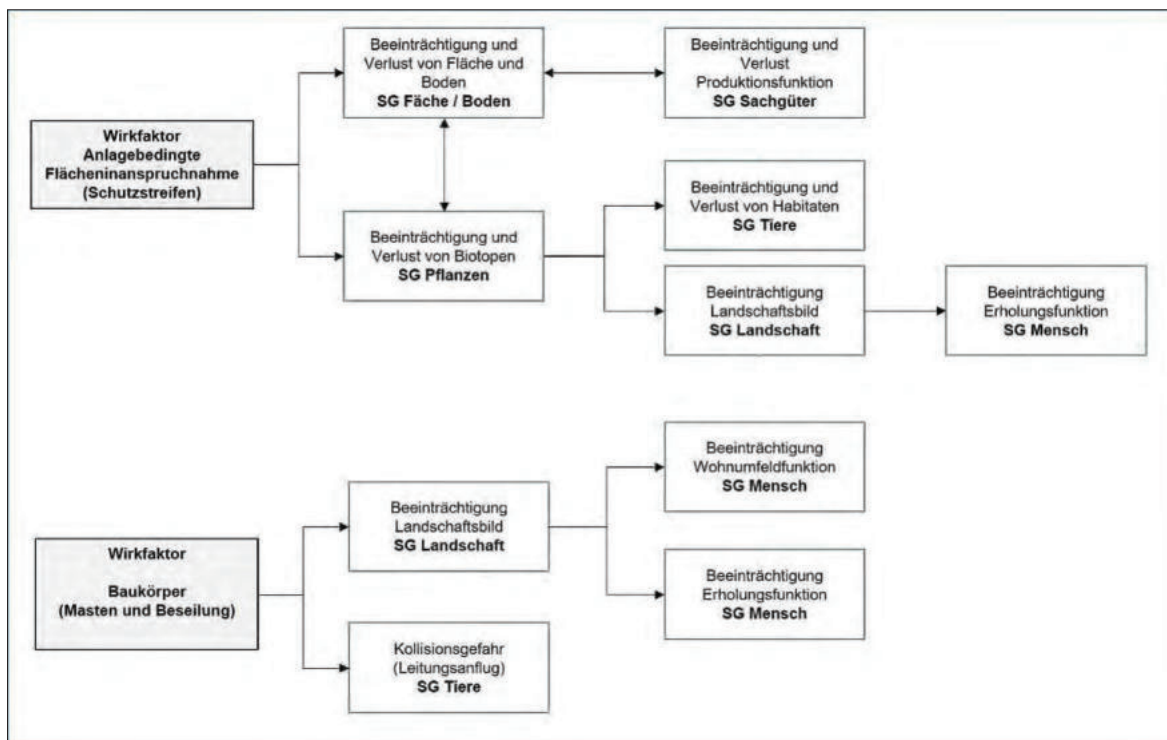 Beeinträchtigung und
Verlust von Fläche und
Boden
SG Fäche / Boden
Beeinträchtigung und
Verlust
Produktionsfunktion
SG Sachgüter
Wirkfaktor
Anlagebedingte
Flächeninanspruchnahme
(Schutzstreifen)
Beeinträchtigung und
Verlust von Habitaten
SG Tiere
Beeinträchtigung und
Verlust von Biotopen
SG Pflanzen
Beeinträchtigung
Landschaftsbild
SG Landschaft
Beeinträchtigung
Erholungsfunktion
SG Mensch
Beeinträchtigung
Wohnumfeldfunktion
SG Mensch
Beeinträchtigung
Landschaftsbild
SG Landschaft
Wirkfaktor
Baukörper
(Masten und Beseilung)
Beeinträchtigung
Erholungsfunktion
SG Mensch
Kollisionsgefahr
(Leitungsanflug)
SG Tiere